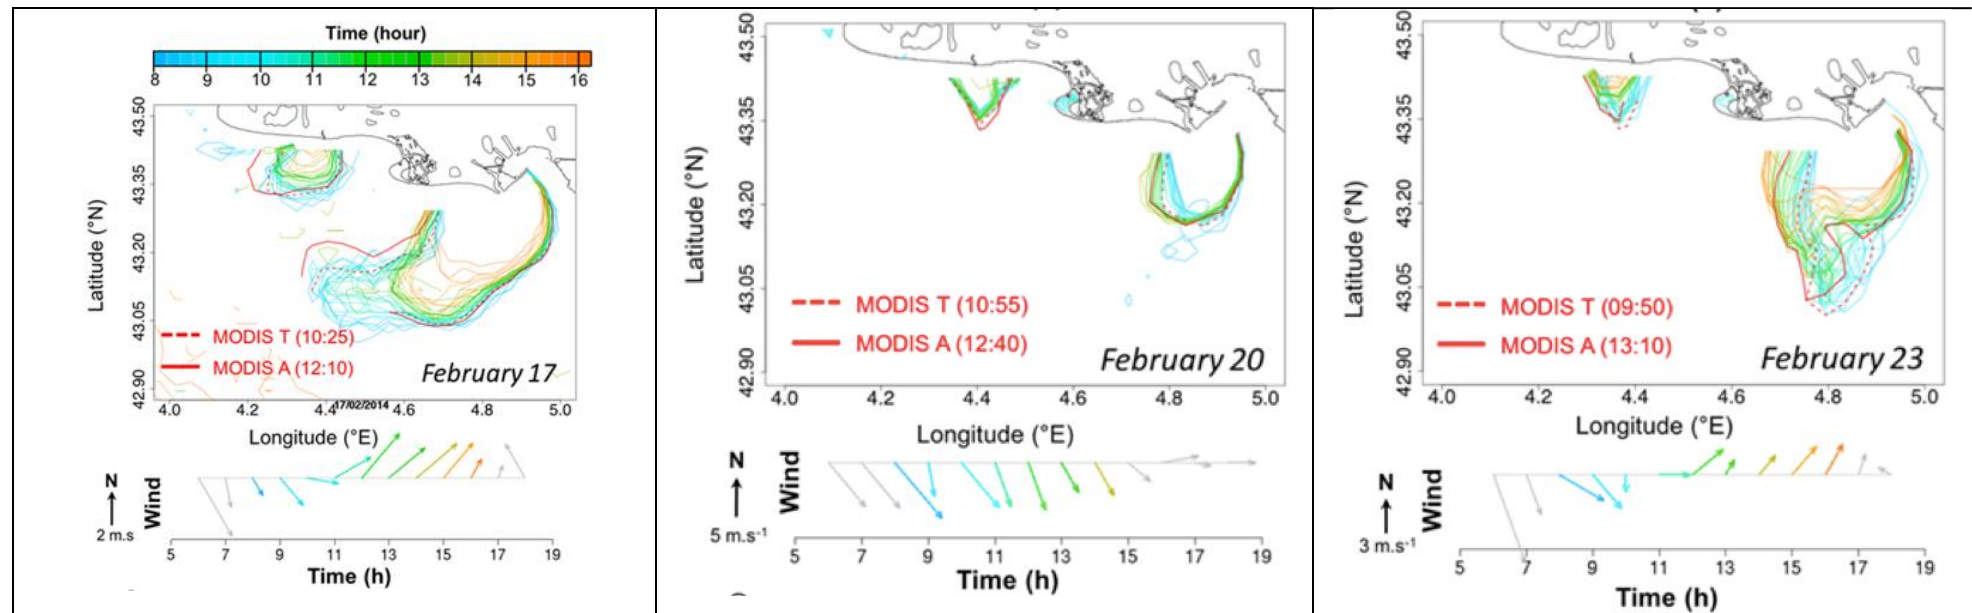 Time (hour)
8 9 10 11 12 13 14 15 16
43.50
43.35
43.20
43.05
42.90
Latitude (°N)
MODIS T (10:25)
MODIS A (12:10)
February 17
4.0 4.2 4.4 17/02/2014 4.6 4.8 5.0
Longitude (°E)
N
Wind
2 m.s
5 7 9 11 13 15 17 19
Time (h)
43.50
43.35
43.20
43.05
42.90
Latitude (°N)
MODIS T (10:55)
MODIS A (12:40)
February 20
4.0 4.2 4.4 4.6 4.8 5.0
Longitude (°E)
N
Wind
5 m.s-1
5 7 9 11 13 15 17 19
Time (h)
43.50
43.35
43.20
43.05
42.90
Latitude (°N)
MODIS T (09:50)
MODIS A (13:10)
February 23
4.0 4.2 4.4 4.6 4.8 5.0
Longitude (°E)
N
Wind
3 m.s-1
5 7 9 11 13 15 17 19
Time (h)